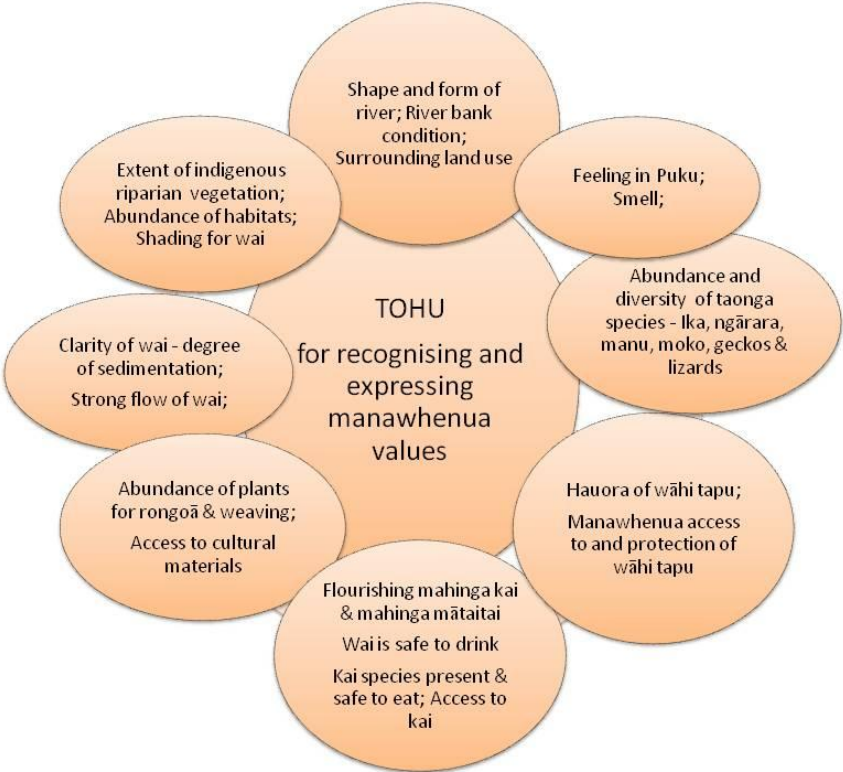 Shape and form of
river; River bank
condition;
Surrounding land use
Feeling in Puku;
Smell;
Abundance and
diversity of taonga
species - Ika, ngārara,
manu, moko, geckos &
lizards
Hauora of wāhi tapu;
Manawhenua access
to and protection of
wāhi tapu
Flourishing mahinga kai
& mahinga mātaitai
Wai is safe to drink
Kai species present &
safe to eat; Access to
kai
Abundance of plants
for rongoā & weaving;
Access to cultural
materials
Clarity of wai - degree
of sedimentation;
Strong flow of wai;
Extent of indigenous
riparian vegetation;
Abundance of habitats;
Shading for wai
TOHU
for recognising and
expressing
manawhenua
values